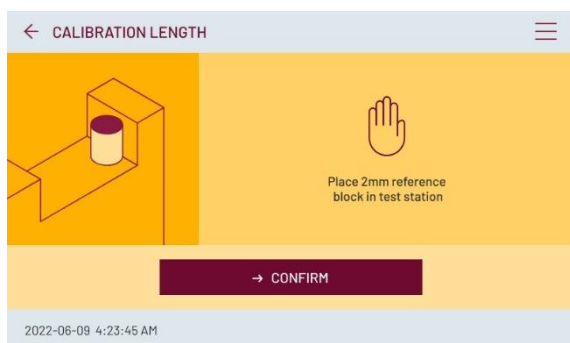 ← CALIBRATION LENGTH
Place 2mm reference
block in test station
→ CONFIRM
2022-06-09 4:23:45 AM